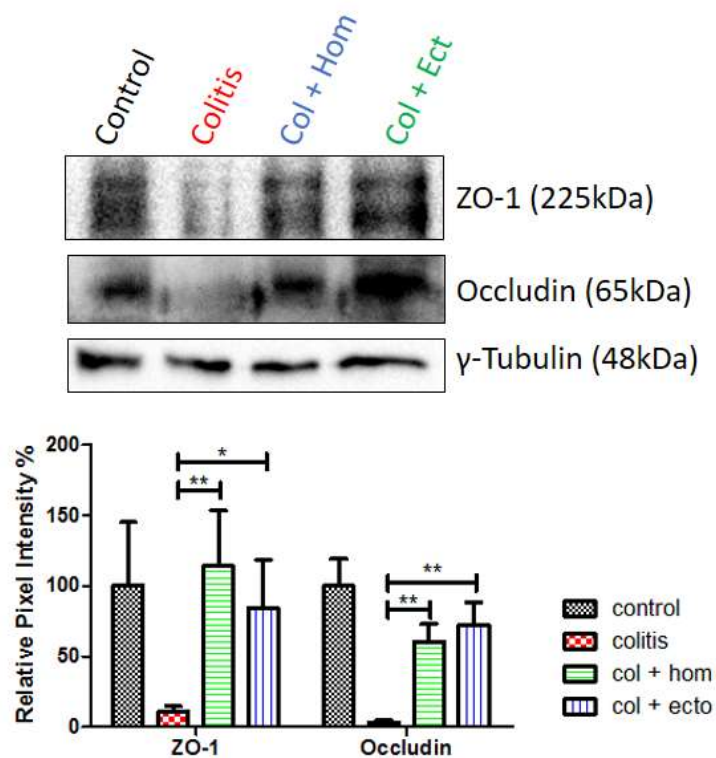 Control
Colitis
Col + Hom
Col + Ect
ZO-1 (225kDa)
Occludin (65kDa)
γ-Tubulin (48kDa)
Relative Pixel Intensity %
200
150
100
50
0
*
**
**
**
ZO-1
Occludin
control
colitis
col + hom
col + ecto